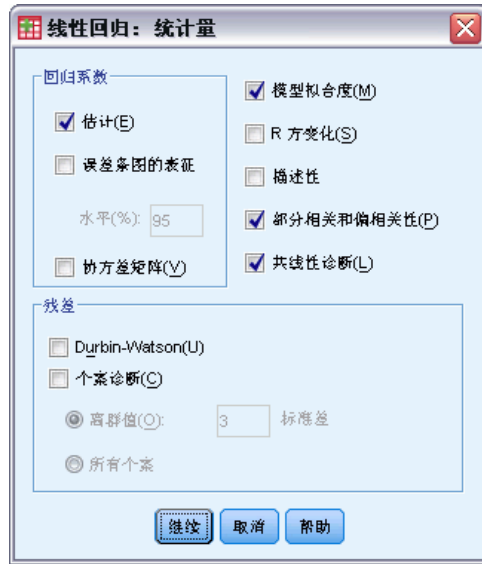 线性回归：统计量
回归系数
估计(E)
误差条图的表征
水平(%): 95
协方差矩阵(V)
模型拟合度(M)
R 方变化(S)
描述性
部分相关和偏相关性(P)
共线性诊断(L)
残差
Durbin-Watson(U)
个案诊断(C)
离群值(O): 3 标准差
所有个案
继续 取消 帮助